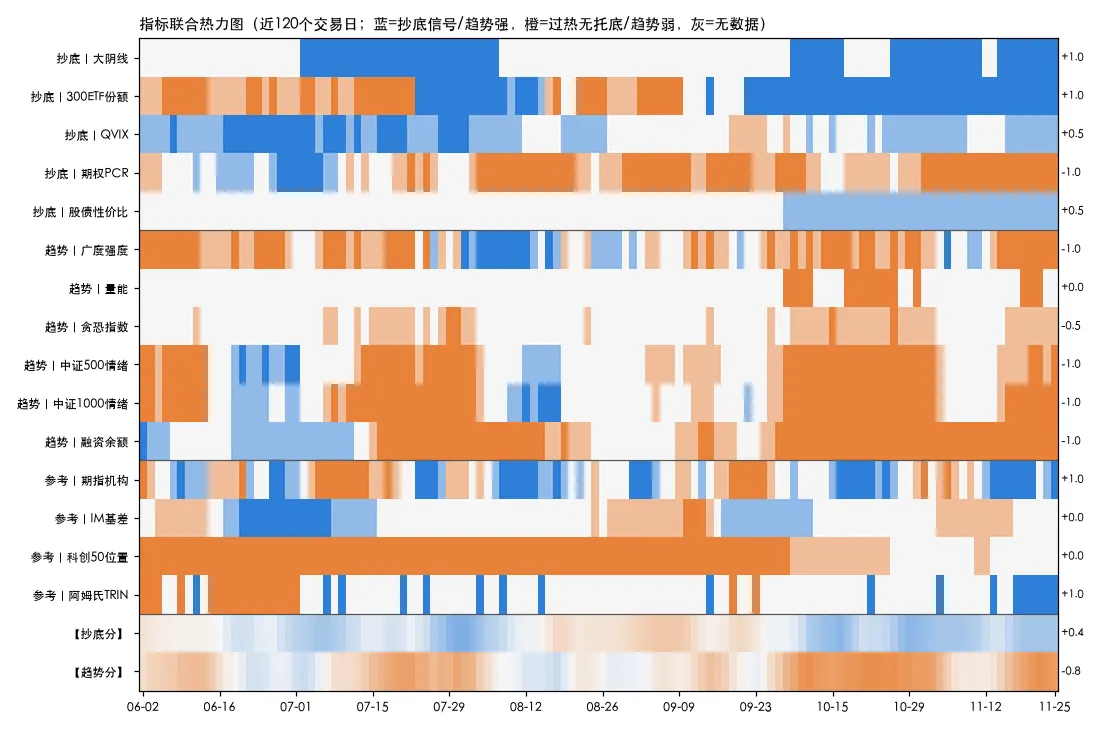 指标联合热力图（近120个交易日；蓝=抄底信号/趋势强，橙=过热无托底/趋势弱，灰=无数据）
抄底｜大阴线 +1.0
抄底｜300ETF份额 +1.0
抄底｜QVIX +0.5
抄底｜期权PCR -1.0
抄底｜股债性价比 +0.5
趋势｜广度强度 -1.0
趋势｜量能 +0.0
趋势｜贪恐指数 -0.5
趋势｜中证500情绪 -1.0
趋势｜中证1000情绪 -1.0
趋势｜融资余额 -1.0
参考｜期指机构 +1.0
参考｜IM基差 +0.0
参考｜科创50位置 +0.0
参考｜阿姆氏TRIN +1.0
【抄底分】 +0.4
【趋势分】 -0.8
06-02 06-16 07-01 07-15 07-29 08-12 08-26 09-09 09-23 10-15 10-29 11-12 11-25